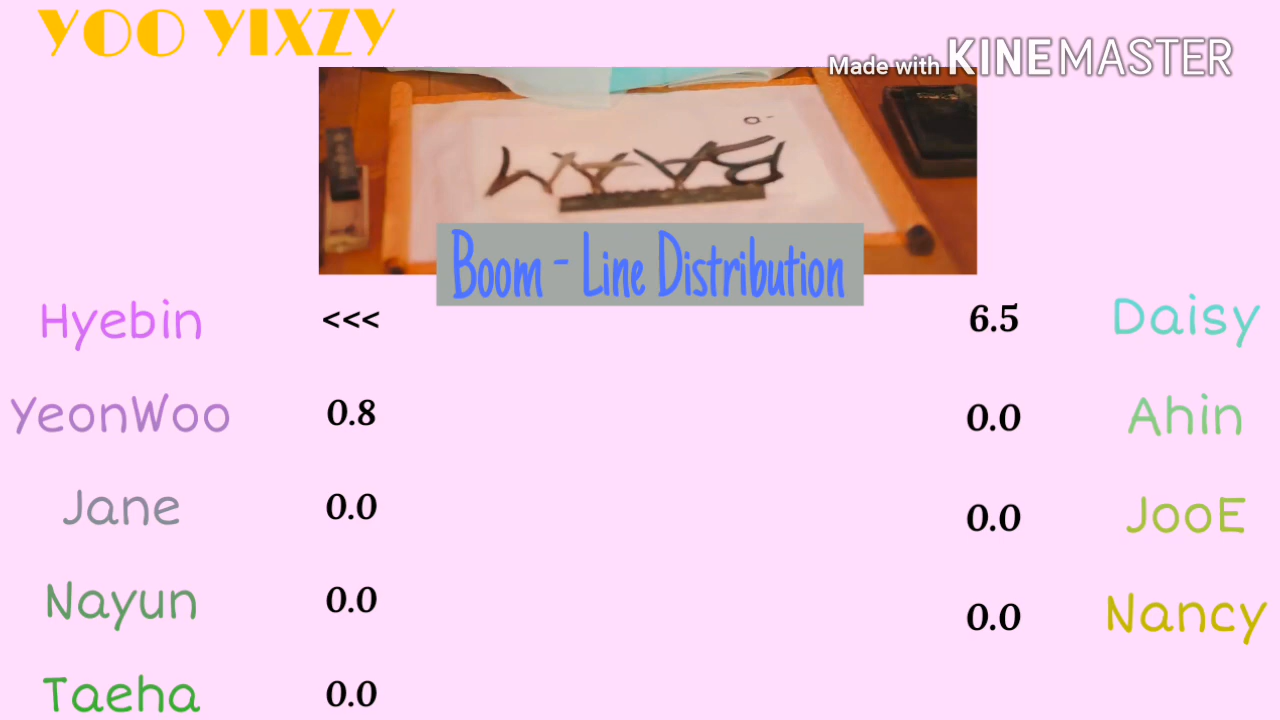 YOO YIXZY
Made with KINEMASTER
BAAM
Boom - Line Distribution
Hyebin <<< 6.5 Daisy
YeonWoo 0.8 0.0 Ahin
Jane 0.0 0.0 JooE
Nayun 0.0 0.0 Nancy
Taeha 0.0